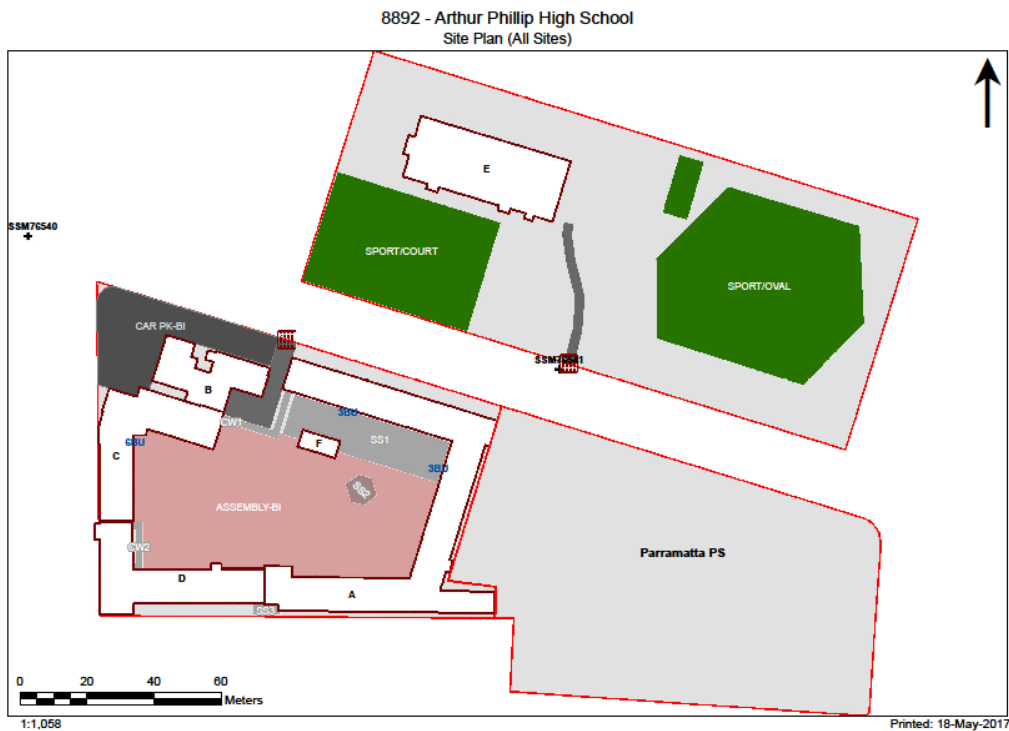 8892 - Arthur Phillip High School
Site Plan (All Sites)
E
SSM76540
SPORT/COURT
SPORT/OVAL
CAR PK-BI
SSM76541
B
3BU
CW1
SS1
6BU
F
C
3BU
SS2
ASSEMBLY-BI
CW2
Parramatta PS
D
A
SS3
0 20 40 60
Meters
1:1,058
Printed: 18-May-2017